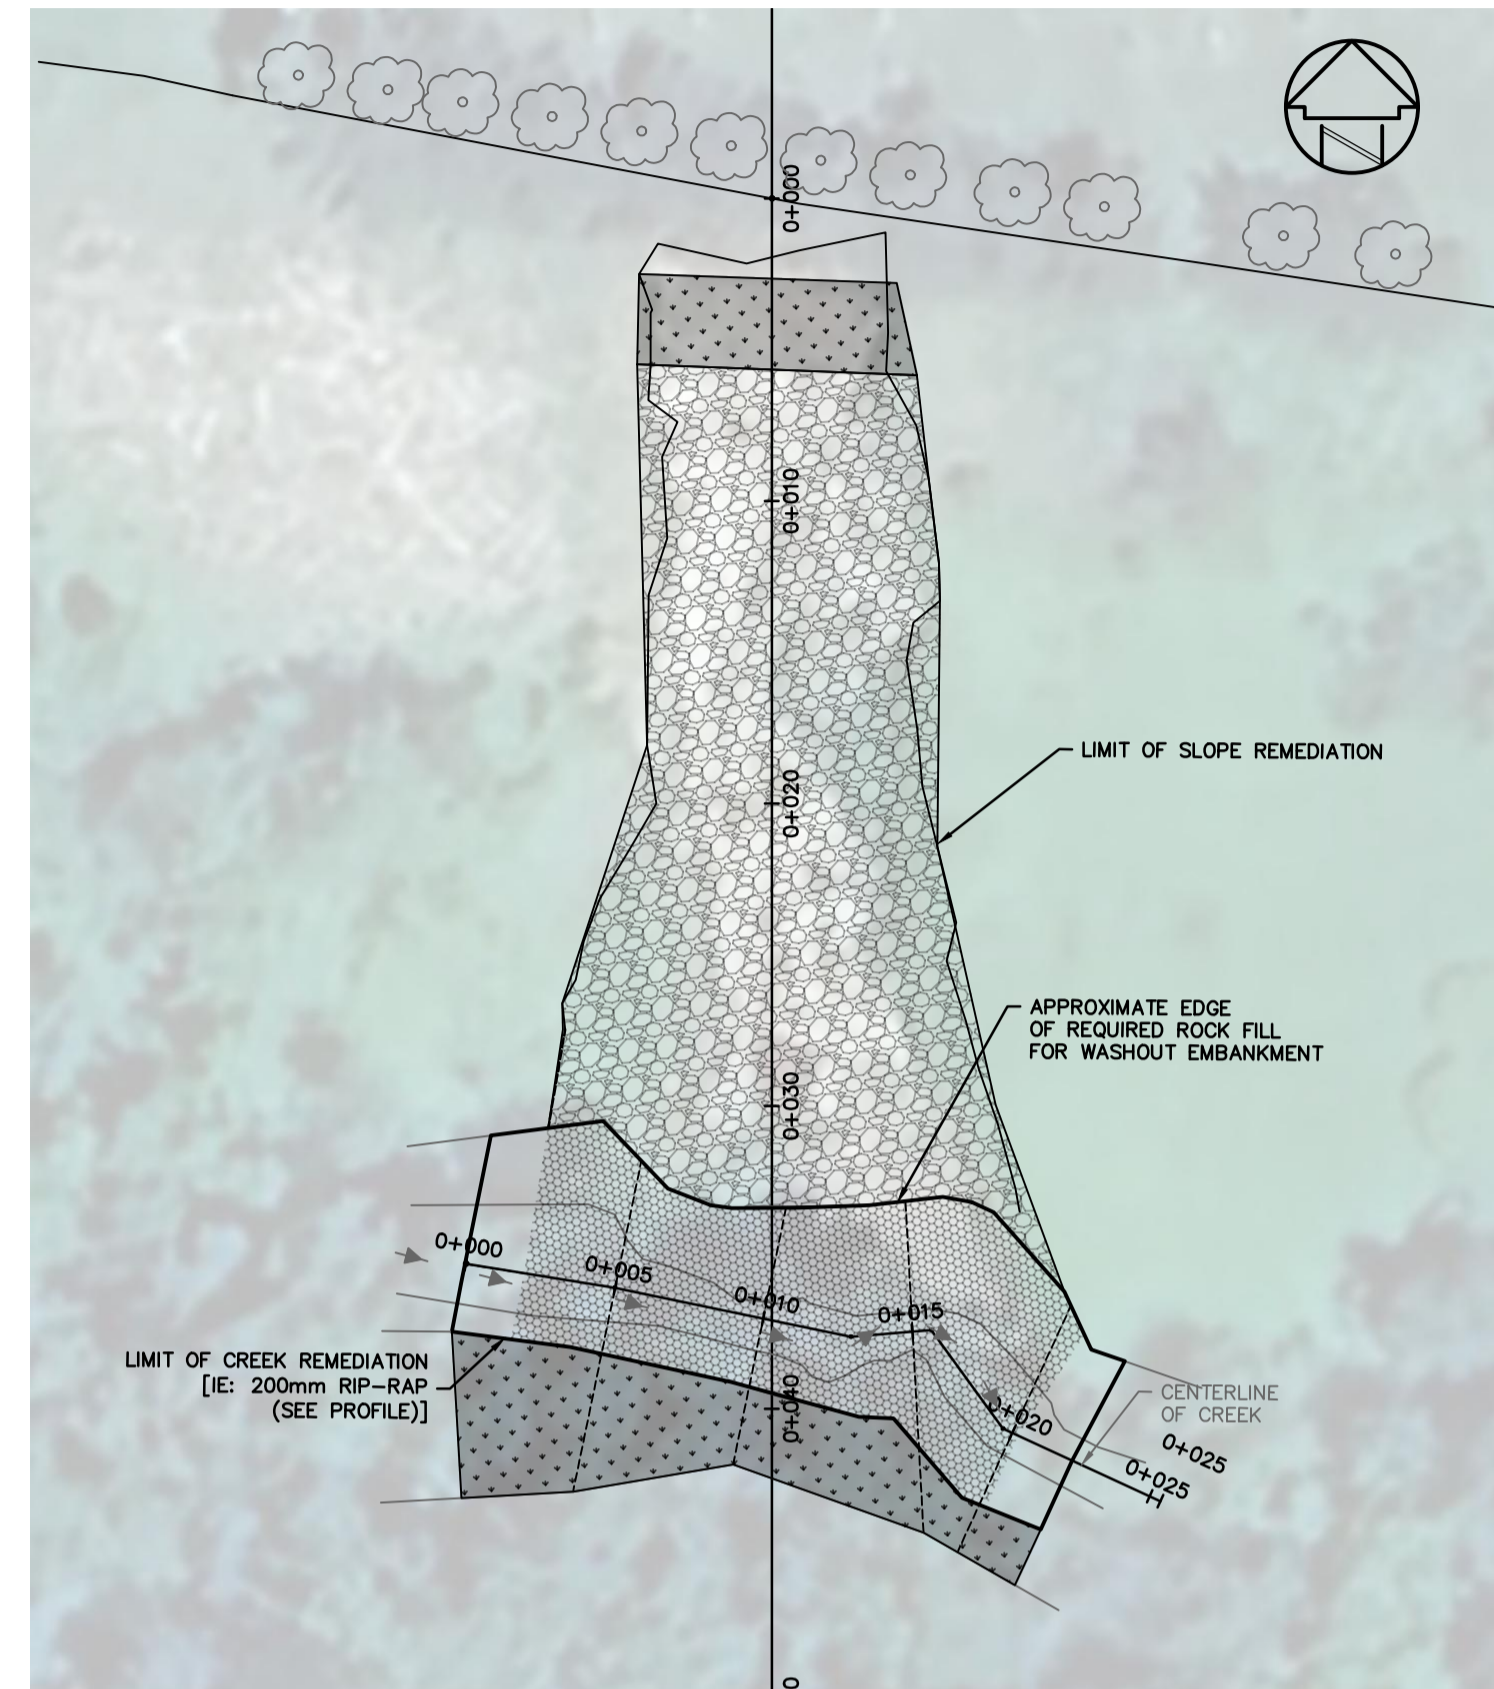 0+000
0+010
0+020
LIMIT OF SLOPE REMEDIATION
APPROXIMATE EDGE
OF REQUIRED ROCK FILL
FOR WASHOUT EMBANKMENT
0+030
0+000
0+005
0+010
0+015
LIMIT OF CREEK REMEDIATION
[IE: 200mm RIP-RAP
(SEE PROFILE)]
0+040
0+020
CENTERLINE
OF CREEK
0+025
0+025